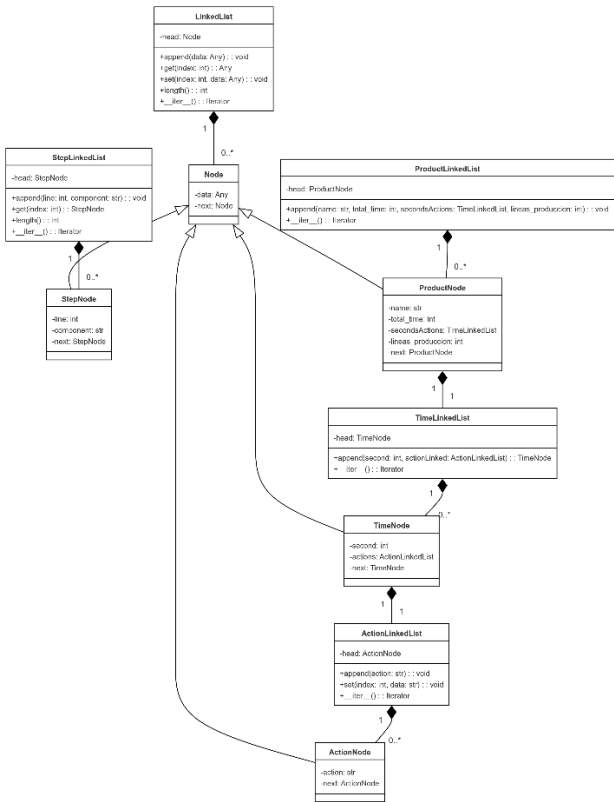 LinkedList
-head: Node
+append(data: Any) : : void
+get(index: int) : : Any
+set(index: int, data: Any) : : void
+length() : : int
+__iter__() : : Iterator
1
0..*
StepLinkedList
-head: StepNode
+append(line: int, component: str) : : void
+get(index: int) : : StepNode
+length() : : int
+__iter__() : : Iterator
1
0..*
Node
-data: Any
-next: Node
ProductLinkedList
-head: ProductNode
+append(name: str, total_time: int, secondsActions: TimeLinkedList, lineas_produccion: int) : : void
+__iter__() : : Iterator
1
0..*
StepNode
-line: int
-component: str
-next: StepNode
ProductNode
-name: str
-total_time: int
-secondsActions: TimeLinkedList
-lineas_produccion: int
-next: ProductNode
1
1
TimeLinkedList
-head: TimeNode
+append(second: int, actionLinked: ActionLinkedList) : : TimeNode
+__iter__() : : Iterator
1
0..*
TimeNode
-second: int
-actions: ActionLinkedList
-next: TimeNode
1
1
ActionLinkedList
-head: ActionNode
+append(action: str) : : void
+set(index: int, data: str) : : void
+__iter__() : : Iterator
1
0..*
ActionNode
-action: str
-next: ActionNode